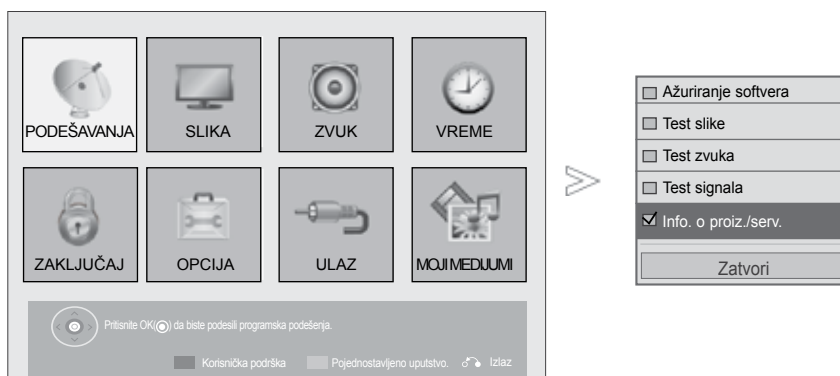 PODEŠAVANJA
SLIKA
ZVUK
VREME
ZAKLJUČAJ
OPCIJA
ULAZ
MOJI MEDIJUMI
Pritisnite OK(◉) da biste podesili programska podešenja.
Korisnička podrška
Pojednostavljeno uputstvo.
Izlaz
Ažuriranje softvera
Test slike
Test zvuka
Test signala
Info. o proiz./serv.
Zatvori